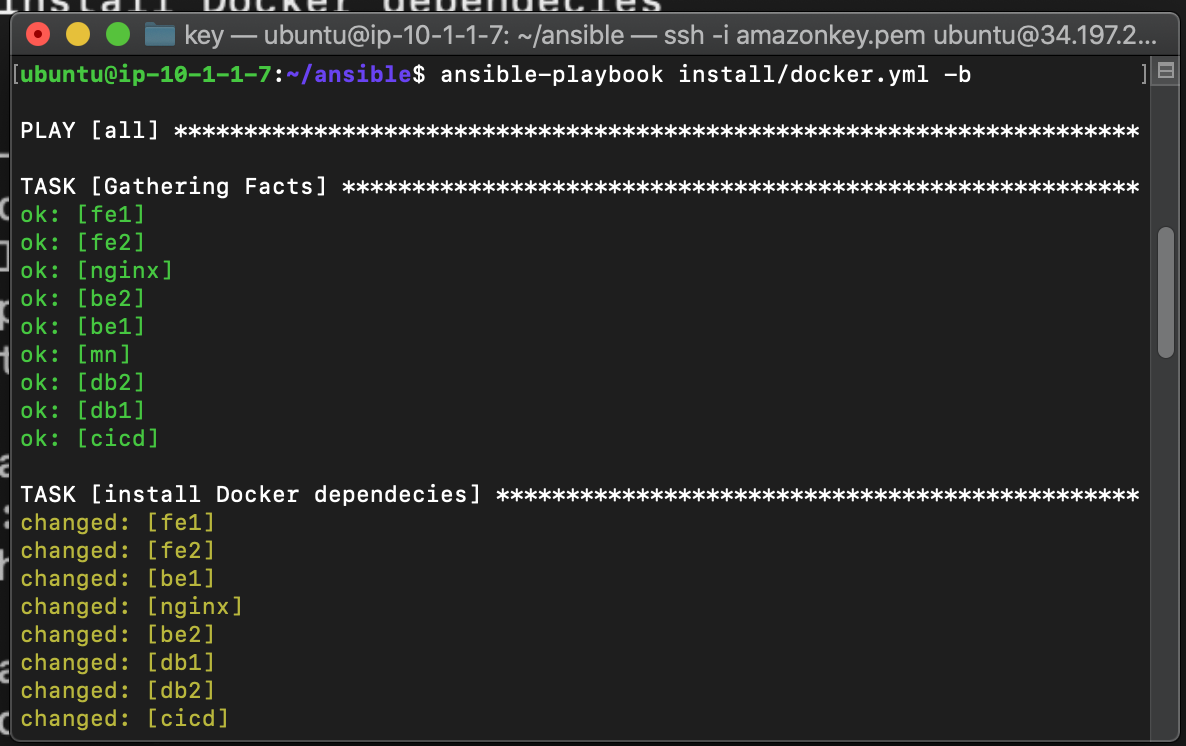 install Docker dependecies
key — ubuntu@ip-10-1-1-7: ~/ansible — ssh -i amazonkey.pem ubuntu@34.197.2...
[ubuntu@ip-10-1-1-7:~/ansible$ ansible-playbook install/docker.yml -b ]
PLAY [all] *********************************************************************
TASK [Gathering Facts] *********************************************************
ok: [fe1]
ok: [fe2]
ok: [nginx]
ok: [be2]
ok: [be1]
ok: [mn]
ok: [db2]
ok: [db1]
ok: [cicd]
TASK [install Docker dependecies] **********************************************
changed: [fe1]
changed: [fe2]
changed: [be1]
changed: [nginx]
changed: [be2]
changed: [db1]
changed: [db2]
changed: [cicd]